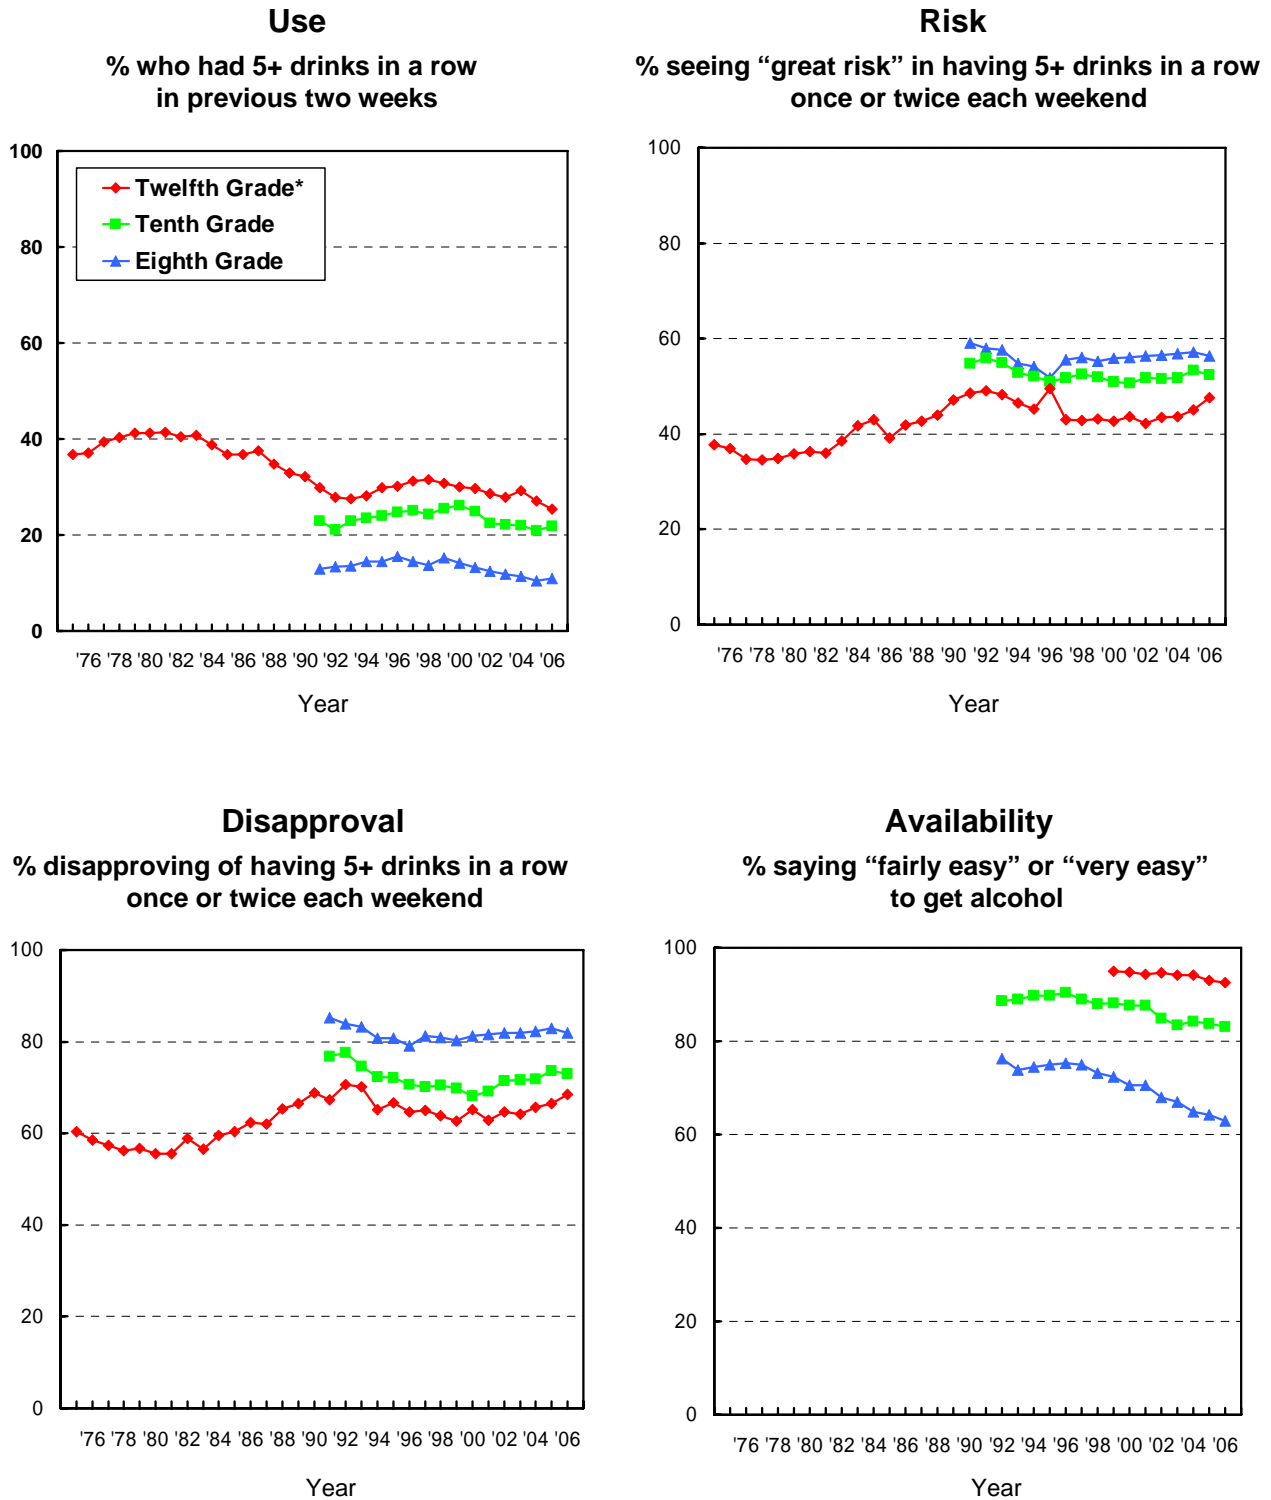 Use
% who had 5+ drinks in a row
in previous two weeks
100
80
60
40
20
0
Twelfth Grade*
Tenth Grade
Eighth Grade
'76 '78 '80 '82 '84 '86 '88 '90 '92 '94 '96 '98 '00 '02 '04 '06
Year
Risk
% seeing “great risk” in having 5+ drinks in a row
once or twice each weekend
100
80
60
40
20
0
'76 '78 '80 '82 '84 '86 '88 '90 '92 '94 '96 '98 '00 '02 '04 '06
Year
Disapproval
% disapproving of having 5+ drinks in a row
once or twice each weekend
100
80
60
40
20
0
'76 '78 '80 '82 '84 '86 '88 '90 '92 '94 '96 '98 '00 '02 '04 '06
Year
Availability
% saying “fairly easy” or “very easy”
to get alcohol
100
80
60
40
20
0
'76 '78 '80 '82 '84 '86 '88 '90 '92 '94 '96 '98 '00 '02 '04 '06
Year